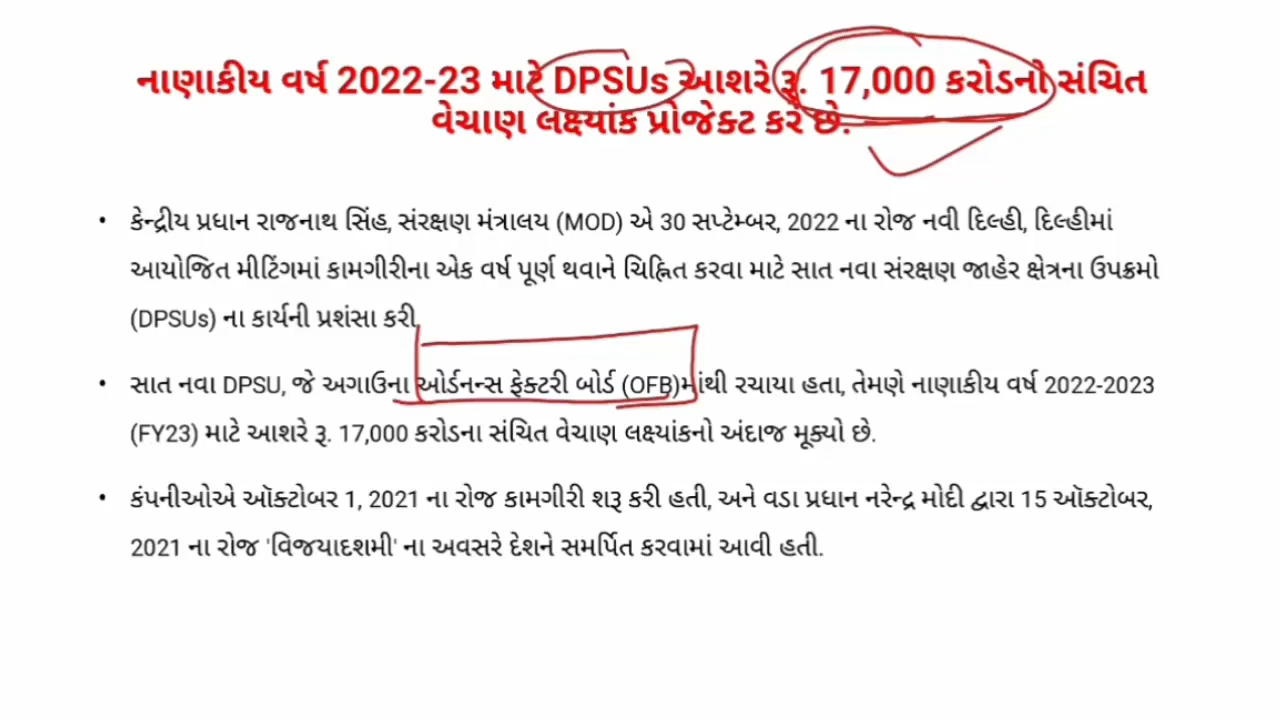 નાણાકીય વર્ષ 2022-23 માટે DPSUs આશરે રૂ. 17,000 કરોડનો સંચિત
વેચાણ લક્ષ્યાંક પ્રોજેક્ટ કરે છે.
• કેન્દ્રીય પ્રધાન રાજનાથ સિંહ, સંરક્ષણ મંત્રાલય (MOD) એ 30 સપ્ટેમ્બર, 2022 ના રોજ નવી દિલ્હી, દિલ્હીમાં
આયોજિત મીટિંગમાં કામગીરીના એક વર્ષ પૂર્ણ થવાને ચિહ્નિત કરવા માટે સાત નવા સંરક્ષણ જાહેર ક્ષેત્રના ઉપક્રમો
(DPSUs) ના કાર્યની પ્રશંસા કરી.
• સાત નવા DPSU, જે અગાઉના ઓર્ડનન્સ ફેક્ટરી બોર્ડ (OFB)માંથી રચાયા હતા, તેમણે નાણાકીય વર્ષ 2022-2023
(FY23) માટે આશરે રૂ. 17,000 કરોડના સંચિત વેચાણ લક્ષ્યાંકનો અંદાજ મૂક્યો છે.
• કંપનીઓએ ઑક્ટોબર 1, 2021 ના રોજ કામગીરી શરૂ કરી હતી, અને વડા પ્રધાન નરેન્દ્ર મોદી દ્વારા 15 ઑક્ટોબર,
2021 ના રોજ 'વિજયાદશમી' ના અવસરે દેશને સમર્પિત કરવામાં આવી હતી.